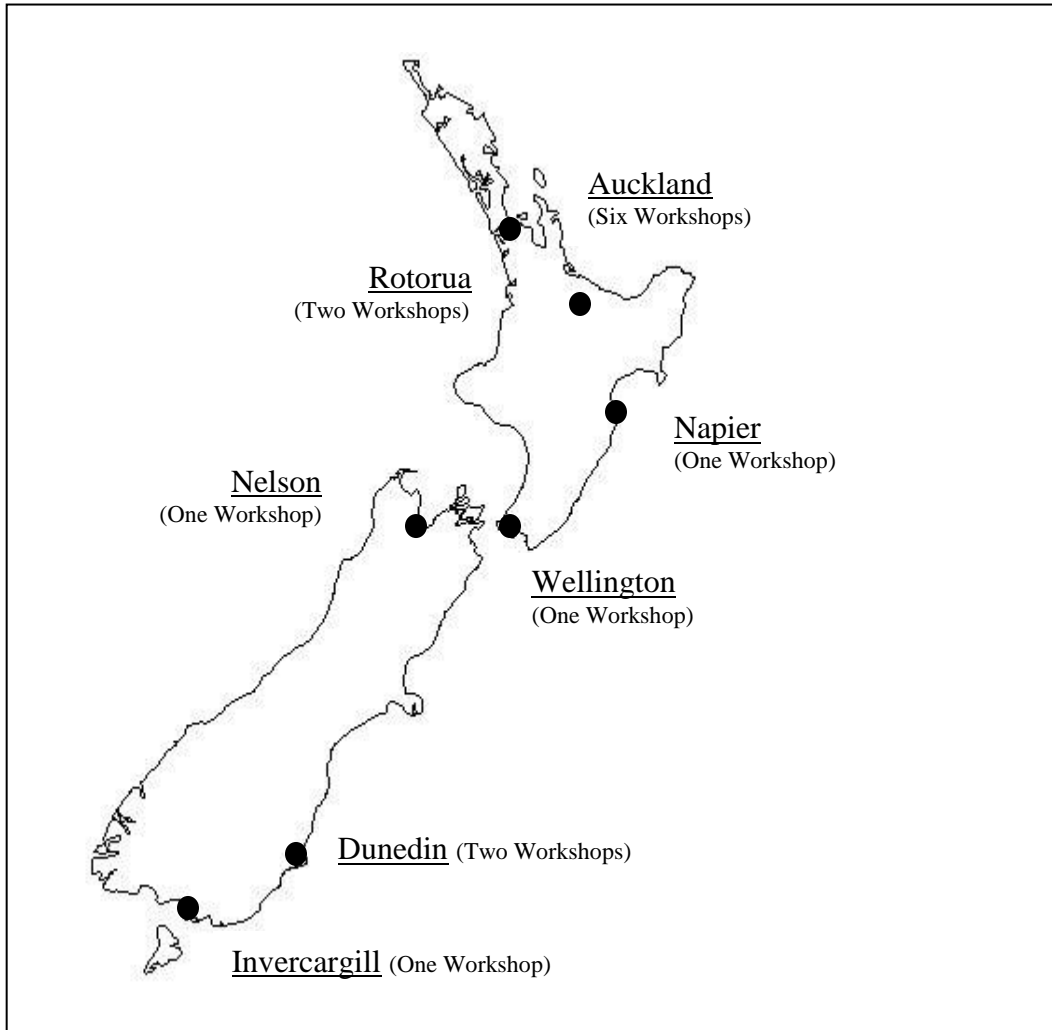 Auckland
(Six Workshops)
Rotorua
(Two Workshops)
Napier
(One Workshop)
Nelson
(One Workshop)
Wellington
(One Workshop)
Dunedin (Two Workshops)
Invercargill (One Workshop)